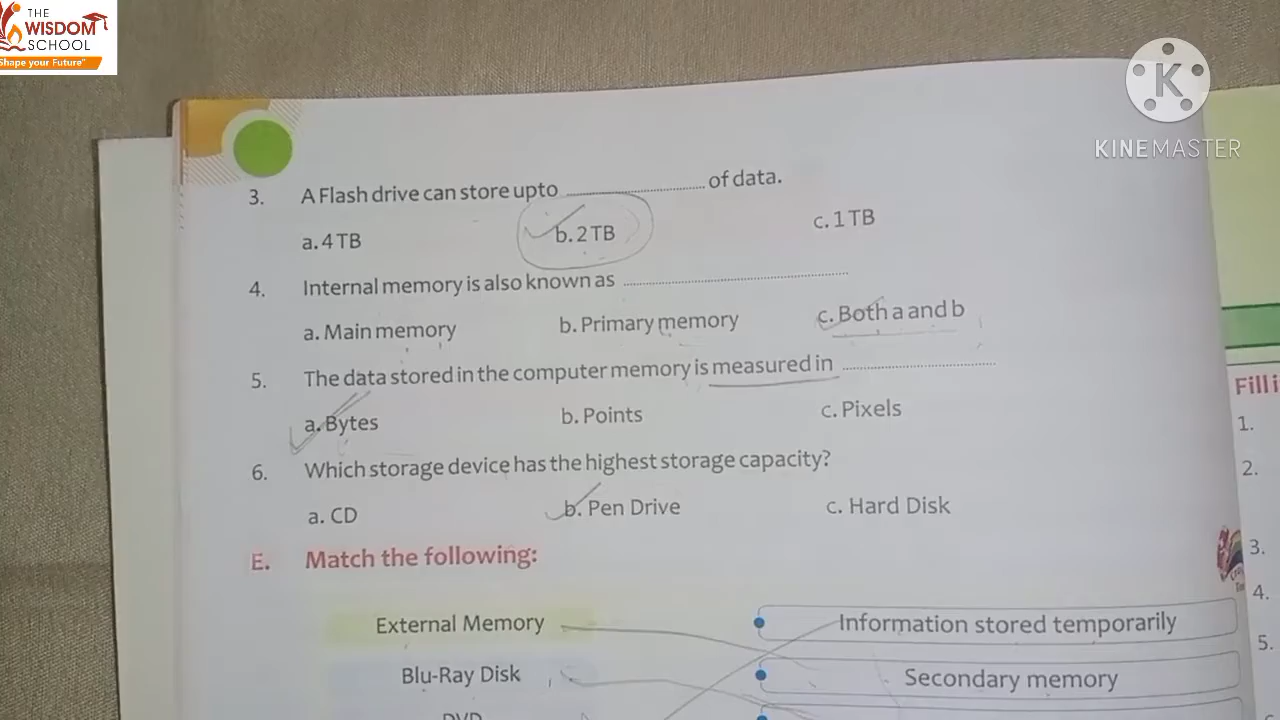 THE
WISDOM
SCHOOL
Shape your Future"
K
KINEMASTER
3. A Flash drive can store upto .............................. of data.
a. 4 TB b. 2 TB c. 1 TB
4. Internal memory is also known as ..............................
a. Main memory b. Primary memory c. Both a and b
5. The data stored in the computer memory is measured in ..............................
a. Bytes b. Points c. Pixels
6. Which storage device has the highest storage capacity?
a. CD b. Pen Drive c. Hard Disk
E. Match the following:
External Memory Information stored temporarily
Blu-Ray Disk Secondary memory
DVD
Fill i
1.
2.
3.
4.
5.